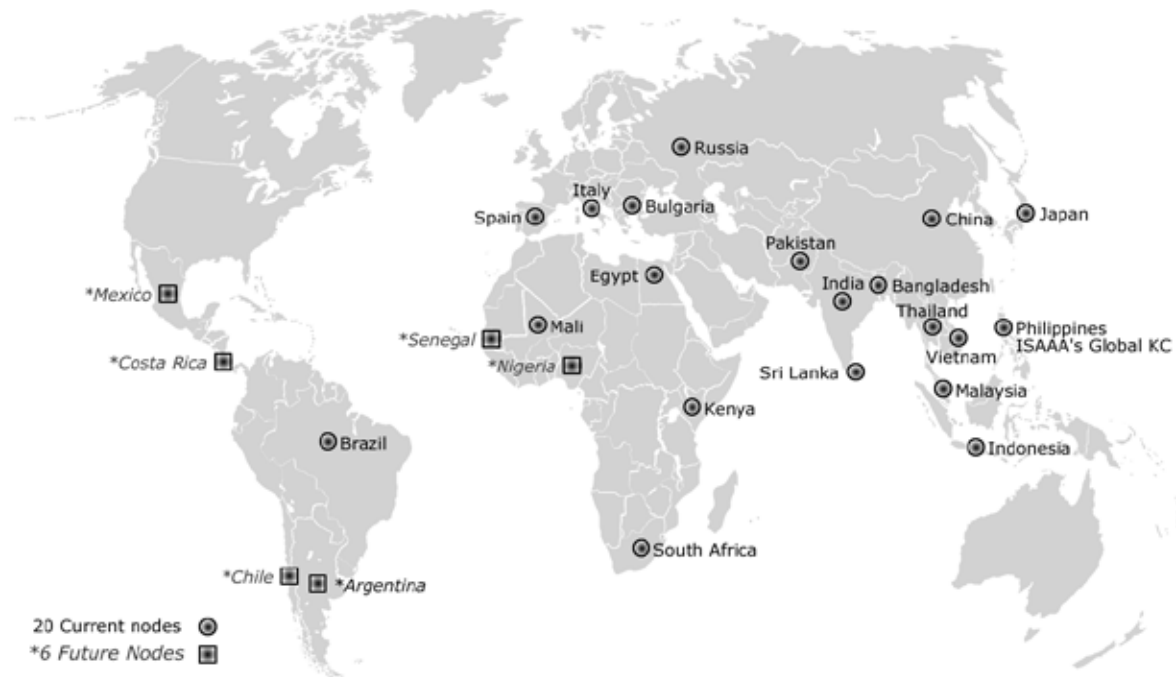 Russia
Italy
Bulgaria
Spain
China
Japan
Pakistan
Egypt
India
Bangladesh
*Mexico
Thailand
Mali
*Senegal
Philippines
ISAAA's Global KC
Vietnam
*Costa Rica
*Nigeria
Sri Lanka
Malaysia
Kenya
Brazil
Indonesia
South Africa
*Chile
*Argentina
20 Current nodes
*6 Future Nodes